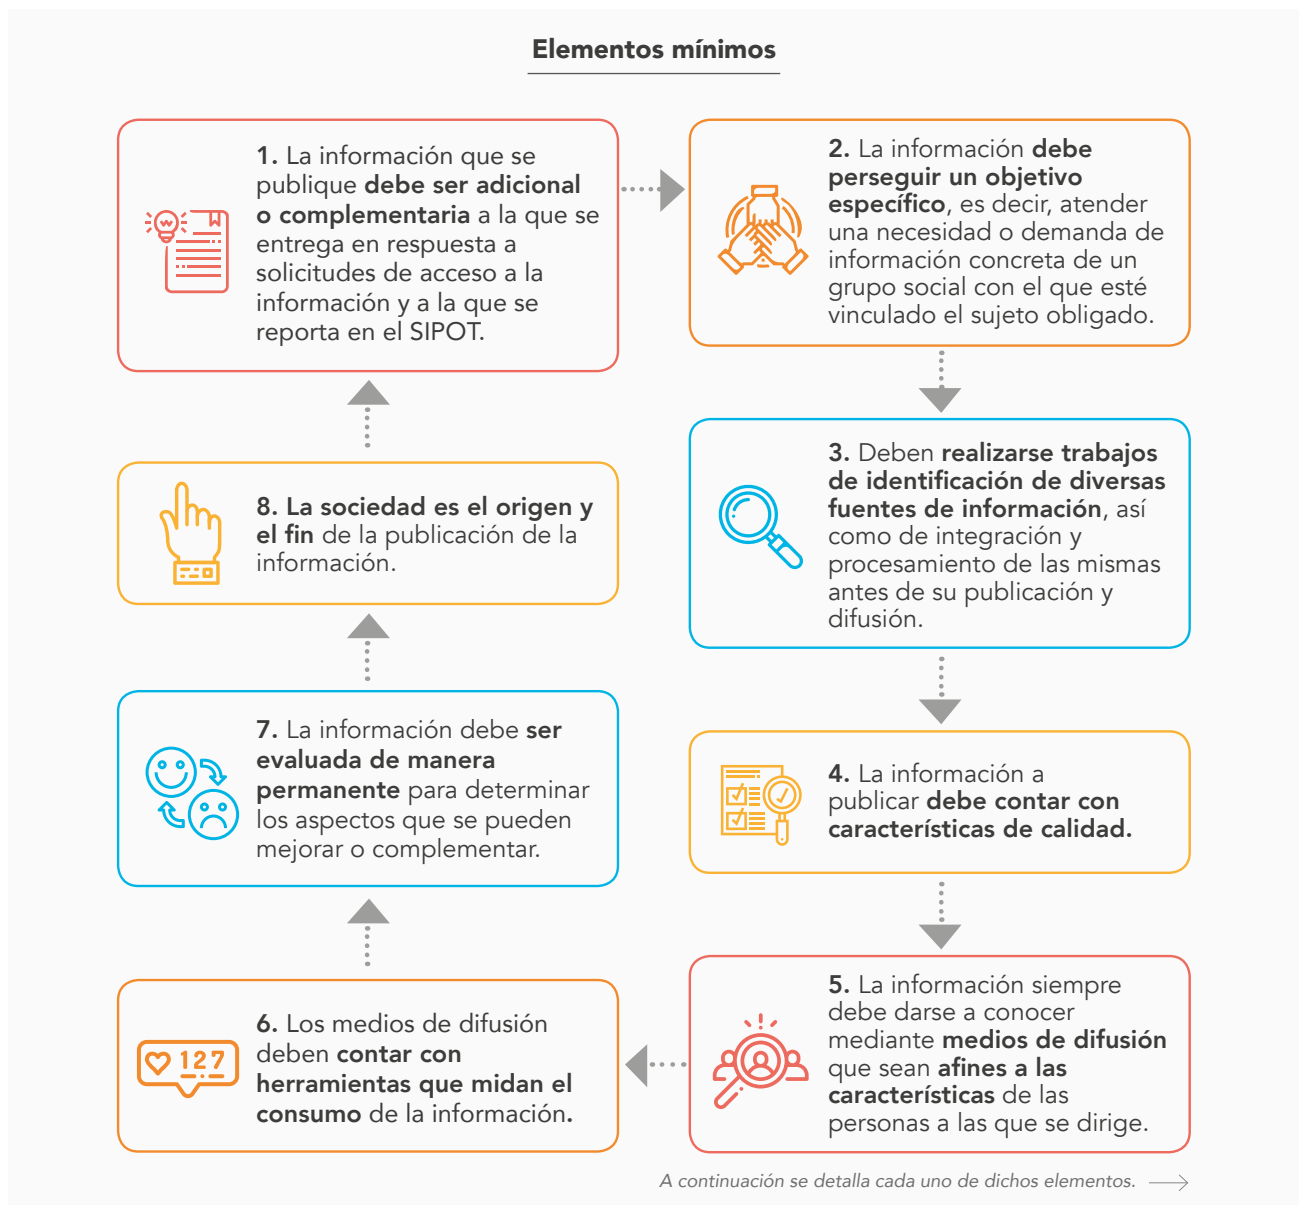 Elementos mínimos
1. La información que se
publique debe ser adicional
o complementaria a la que se
entrega en respuesta a
solicitudes de acceso a la
información y a la que se
reporta en el SIPOT.
2. La información debe
perseguir un objetivo
específico, es decir, atender
una necesidad o demanda de
información concreta de un
grupo social con el que esté
vinculado el sujeto obligado.
3. Deben realizarse trabajos
de identificación de diversas
fuentes de información, así
como de integración y
procesamiento de las mismas
antes de su publicación y
difusión.
4. La información a
publicar debe contar con
características de calidad.
5. La información siempre
debe darse a conocer
mediante medios de difusión
que sean afines a las
características de las
personas a las que se dirige.
127
6. Los medios de difusión
deben contar con
herramientas que midan el
consumo de la información.
7. La información debe ser
evaluada de manera
permanente para determinar
los aspectos que se pueden
mejorar o complementar.
8. La sociedad es el origen y
el fin de la publicación de la
información.
A continuación se detalla cada uno de dichos elementos.